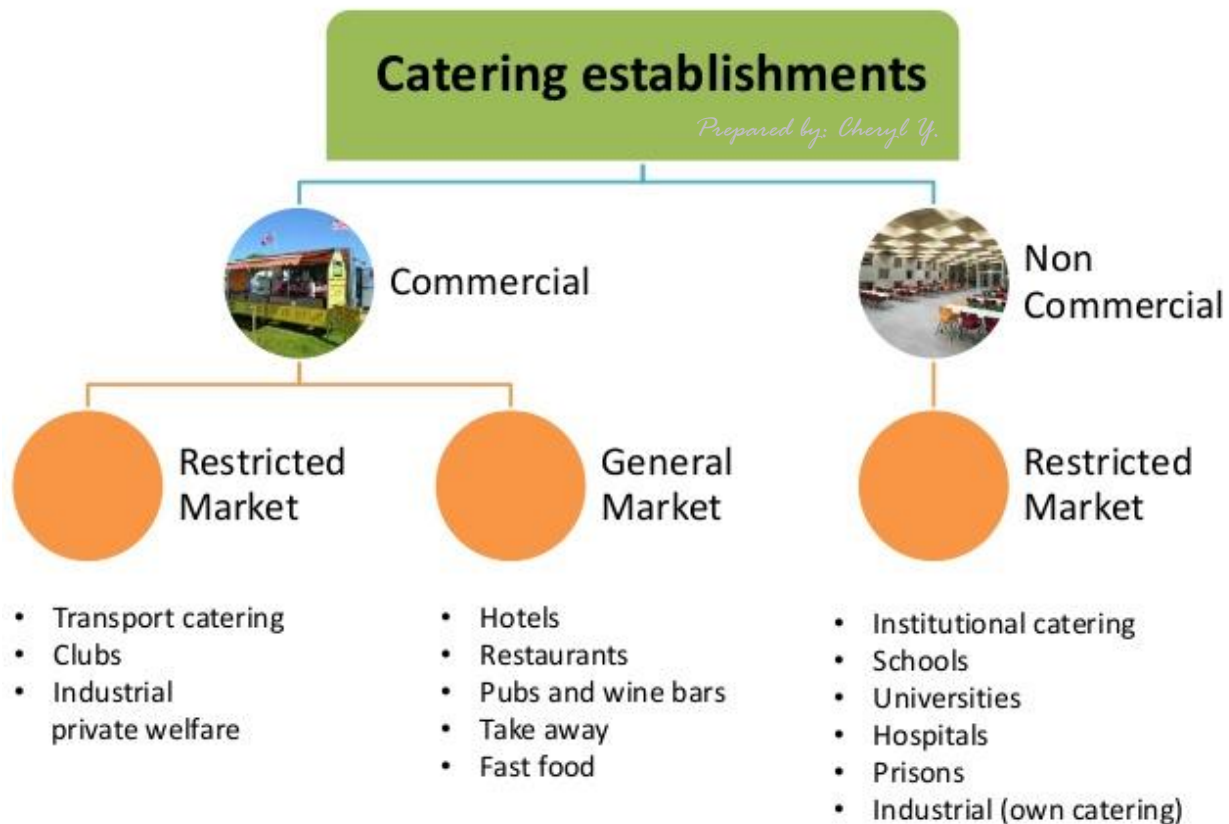 Catering establishments
Prepared by: Cheryl Y.
Commercial
Non
Commercial
Restricted
Market
General
Market
Restricted
Market
• Transport catering
• Clubs
• Industrial
private welfare
• Hotels
• Restaurants
• Pubs and wine bars
• Take away
• Fast food
• Institutional catering
• Schools
• Universities
• Hospitals
• Prisons
• Industrial (own catering)